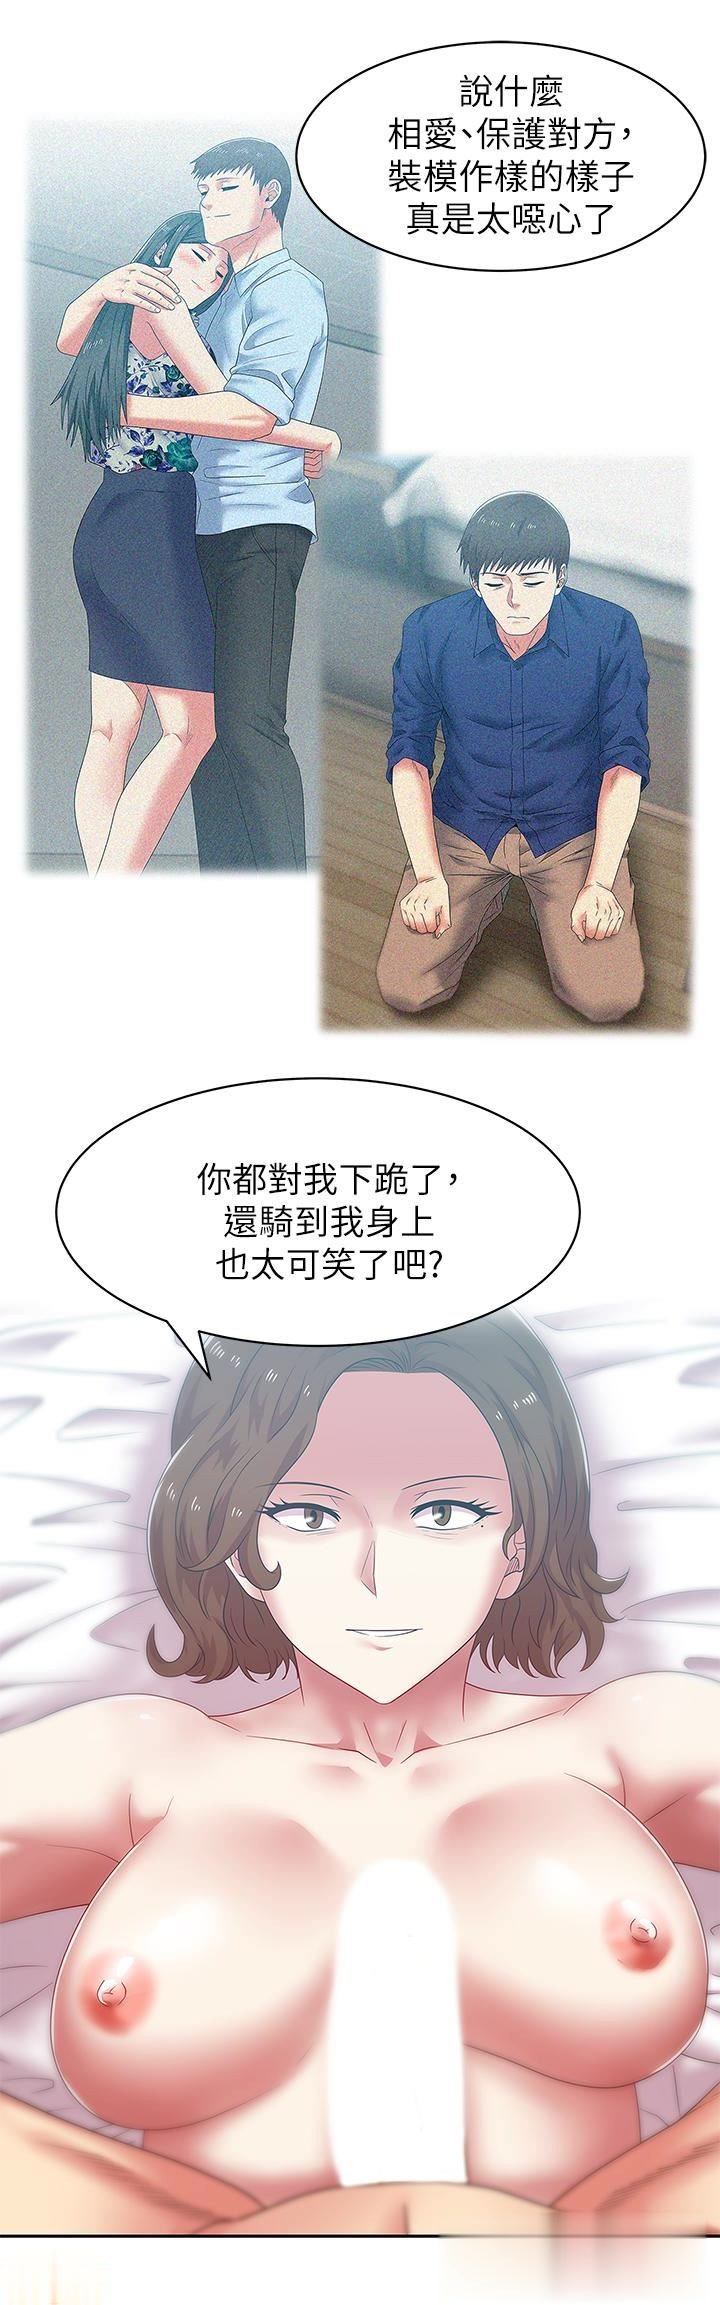 說什麼
相愛、保護對方，
裝模作樣的樣子
真是太噁心了
你都對我下跪了，
還騎到我身上
也太可笑了吧？